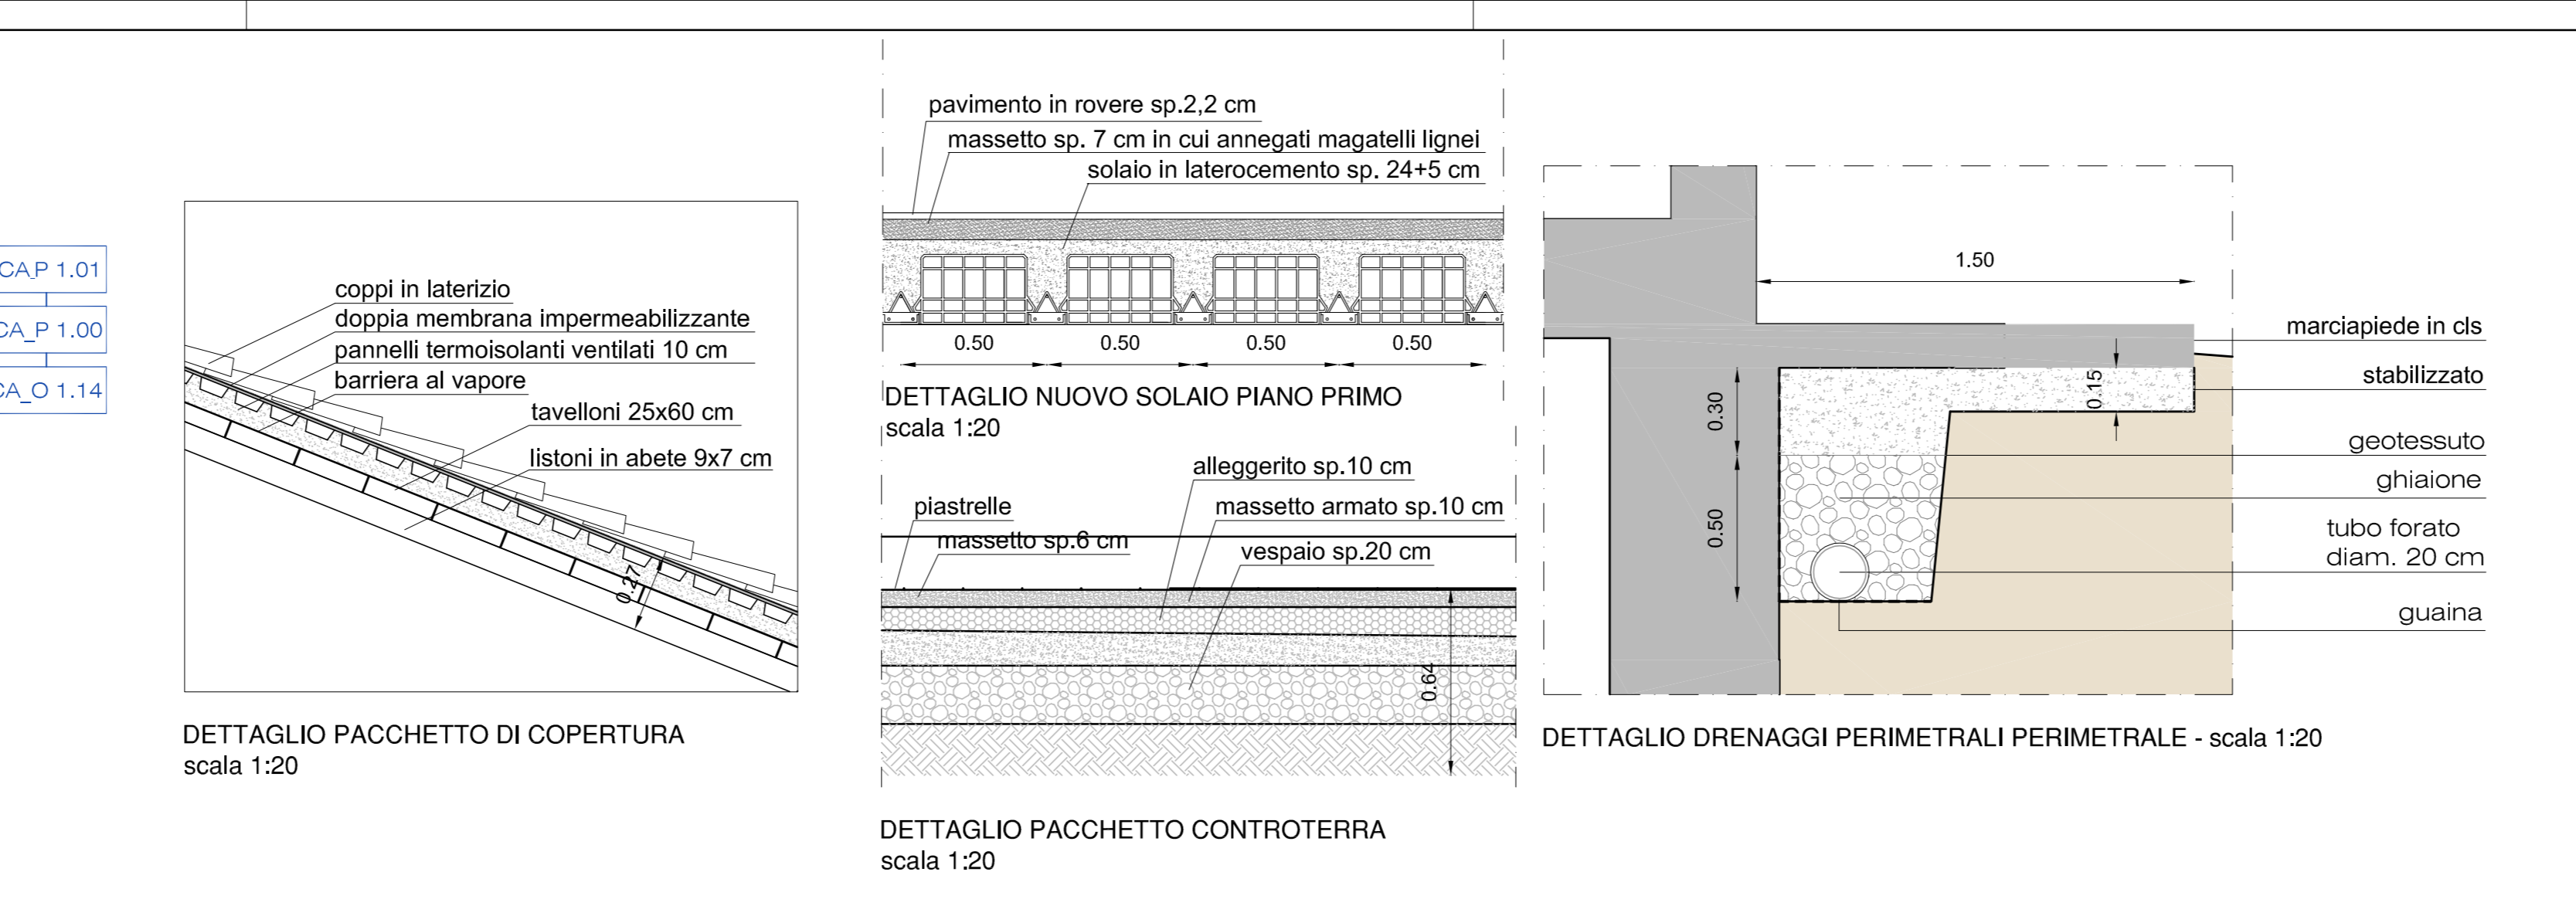 CA_P 1.01
CA_P 1.00
CA_O 1.14
coppi in laterizio
doppia membrana impermeabilizzante
pannelli termoisolanti ventilati 10 cm
barriera al vapore
tavelloni 25x60 cm
listoni in abete 9x7 cm
0.27
DETTAGLIO PACCHETTO DI COPERTURA
scala 1:20
pavimento in rovere sp.2,2 cm
massetto sp. 7 cm in cui annegati magatelli lignei
solaio in laterocemento sp. 24+5 cm
0.50 0.50 0.50 0.50
DETTAGLIO NUOVO SOLAIO PIANO PRIMO
scala 1:20
alleggerito sp.10 cm
piastrelle
massetto armato sp.10 cm
massetto sp.6 cm
vespaio sp.20 cm
0.64
DETTAGLIO PACCHETTO CONTROTERRA
scala 1:20
1.50
0.15
0.30
0.50
marciapiede in cls
stabilizzato
geotessuto
ghiaione
tubo forato
diam. 20 cm
guaina
DETTAGLIO DRENAGGI PERIMETRALI PERIMETRALE - scala 1:20